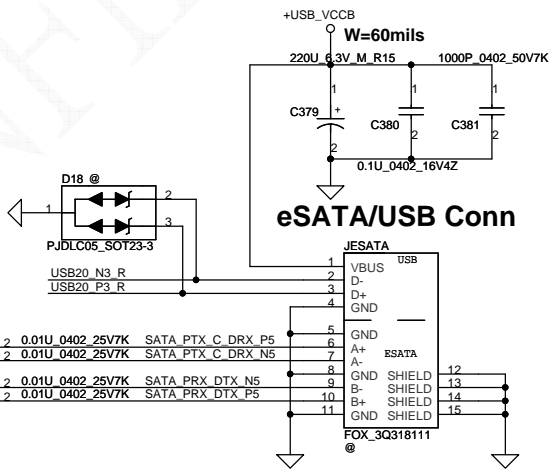 +USB_VCCB
W=60mils
220U_6.3V_M_R15 1000P_0402_50V7K
1 1 1
C379 + C380 C381
2 2 2
0.1U_0402_16V4Z
D18 @
1 2
3
PJDLC05_SOT23-3
eSATA/USB Conn
JESATA
USB
1 VBUS
USB20_N3_R 2 D-
USB20_P3_R 3 D+
4 GND
5 GND
2 0.01U_0402_25V7K SATA_PTX_C_DRX_P5 6 A+
2 0.01U_0402_25V7K SATA_PTX_C_DRX_N5 7 A-
ESATA
8 GND SHIELD 12
2 0.01U_0402_25V7K SATA_PRX_DTX_N5 9 B- SHIELD 13
2 0.01U_0402_25V7K SATA_PRX_DTX_P5 10 B+ SHIELD 14
11 GND SHIELD 15
FOX_3Q318111
@